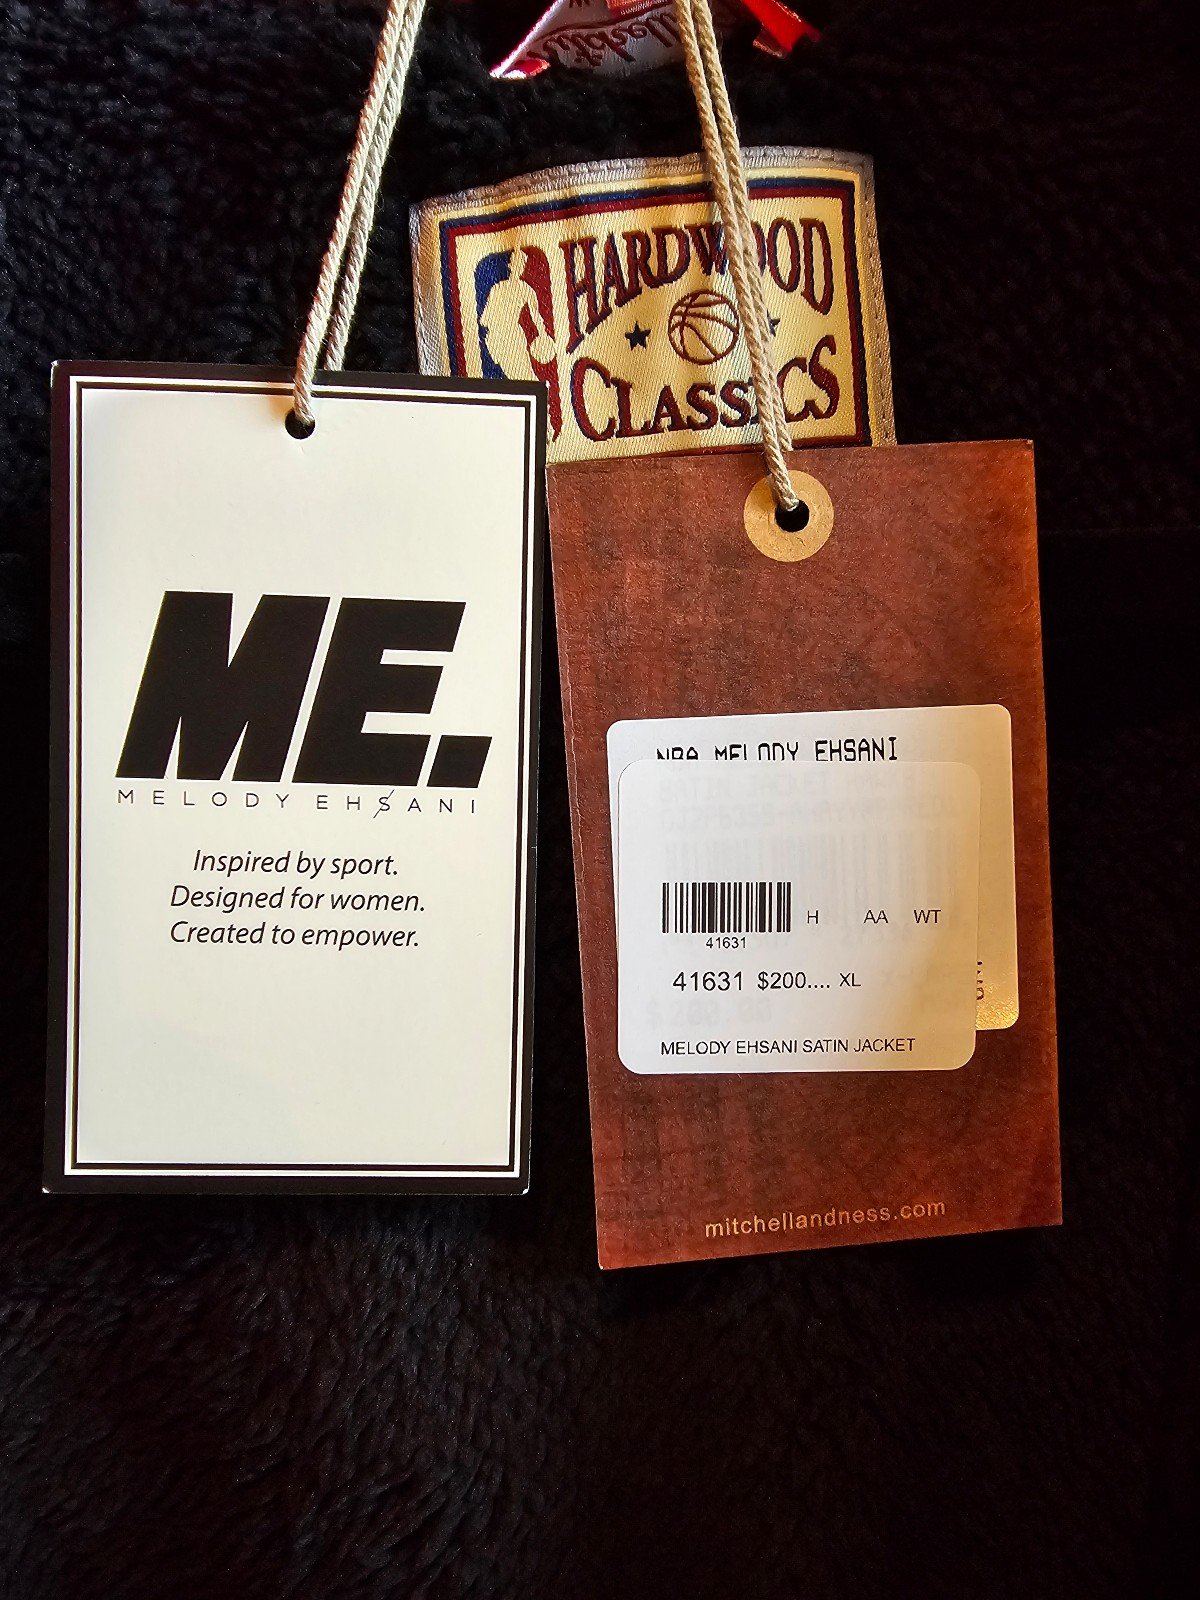 Mitchell
HARDWOOD
CLASSICS
ME.
MELODY EHSANI
Inspired by sport.
Designed for women.
Created to empower.
NBA MELODY EHSANI
H AA WT
41631
41631 $200.... XL
MELODY EHSANI SATIN JACKET
mitchellandness.com